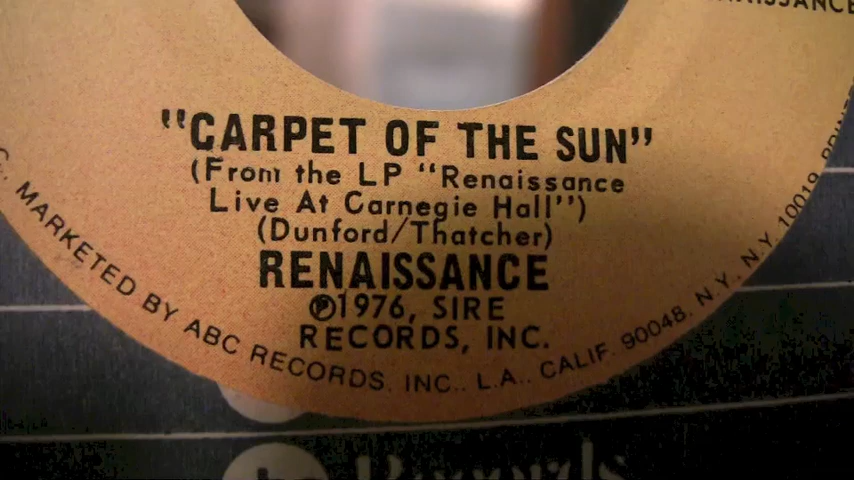 "CARPET OF THE SUN"
(From the LP "Renaissance
Live At Carnegie Hall")
(Dunford/Thatcher)
RENAISSANCE
℗1976, SIRE
RECORDS, INC.
MARKETED BY ABC RECORDS, INC., L.A., CALIF. 90048. N.Y. N.Y. 10019.
Records